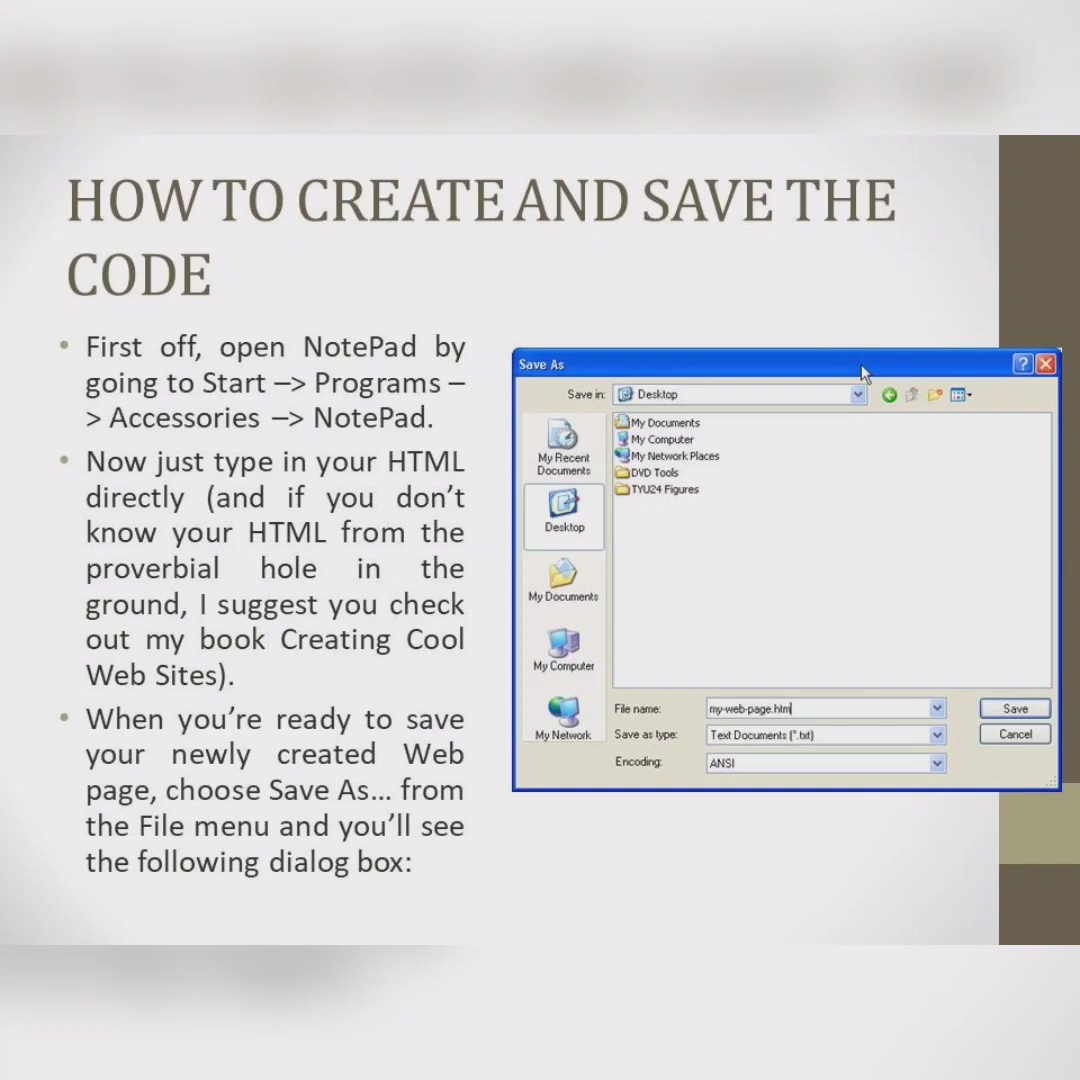 HOW TO CREATE AND SAVE THE
CODE
• First off, open NotePad by
going to Start –> Programs –
> Accessories –> NotePad.
• Now just type in your HTML
directly (and if you don’t
know your HTML from the
proverbial hole in the
ground, I suggest you check
out my book Creating Cool
Web Sites).
• When you’re ready to save
your newly created Web
page, choose Save As… from
the File menu and you’ll see
the following dialog box:
Save As
Save in: Desktop
My Recent
Documents
Desktop
My Documents
My Computer
My Network
My Documents
My Computer
My Network Places
DVD Tools
TYU24 Figures
File name: my-web-page.htm
Save
Save as type: Text Documents (*.txt)
Cancel
Encoding: ANSI